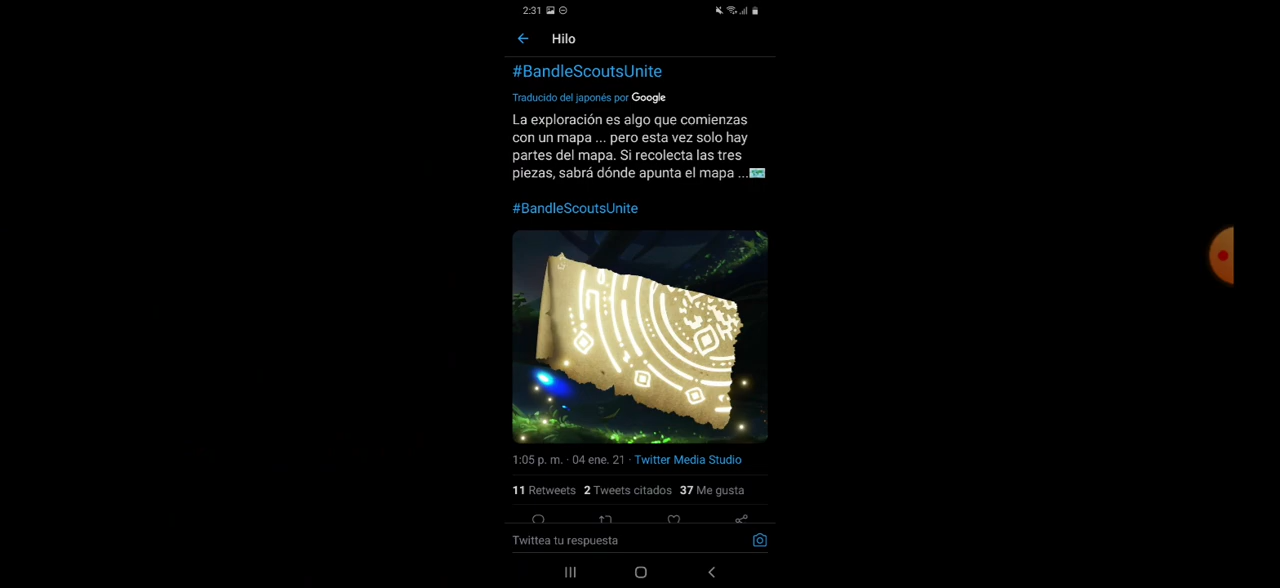 2:31
Hilo
#BandleScoutsUnite
Traducido del japonés por Google
La exploración es algo que comienzas
con un mapa ... pero esta vez solo hay
partes del mapa. Si recolecta las tres
piezas, sabrá dónde apunta el mapa ...
#BandleScoutsUnite
1:05 p. m. · 04 ene. 21 · Twitter Media Studio
11 Retweets 2 Tweets citados 37 Me gusta
Twittea tu respuesta